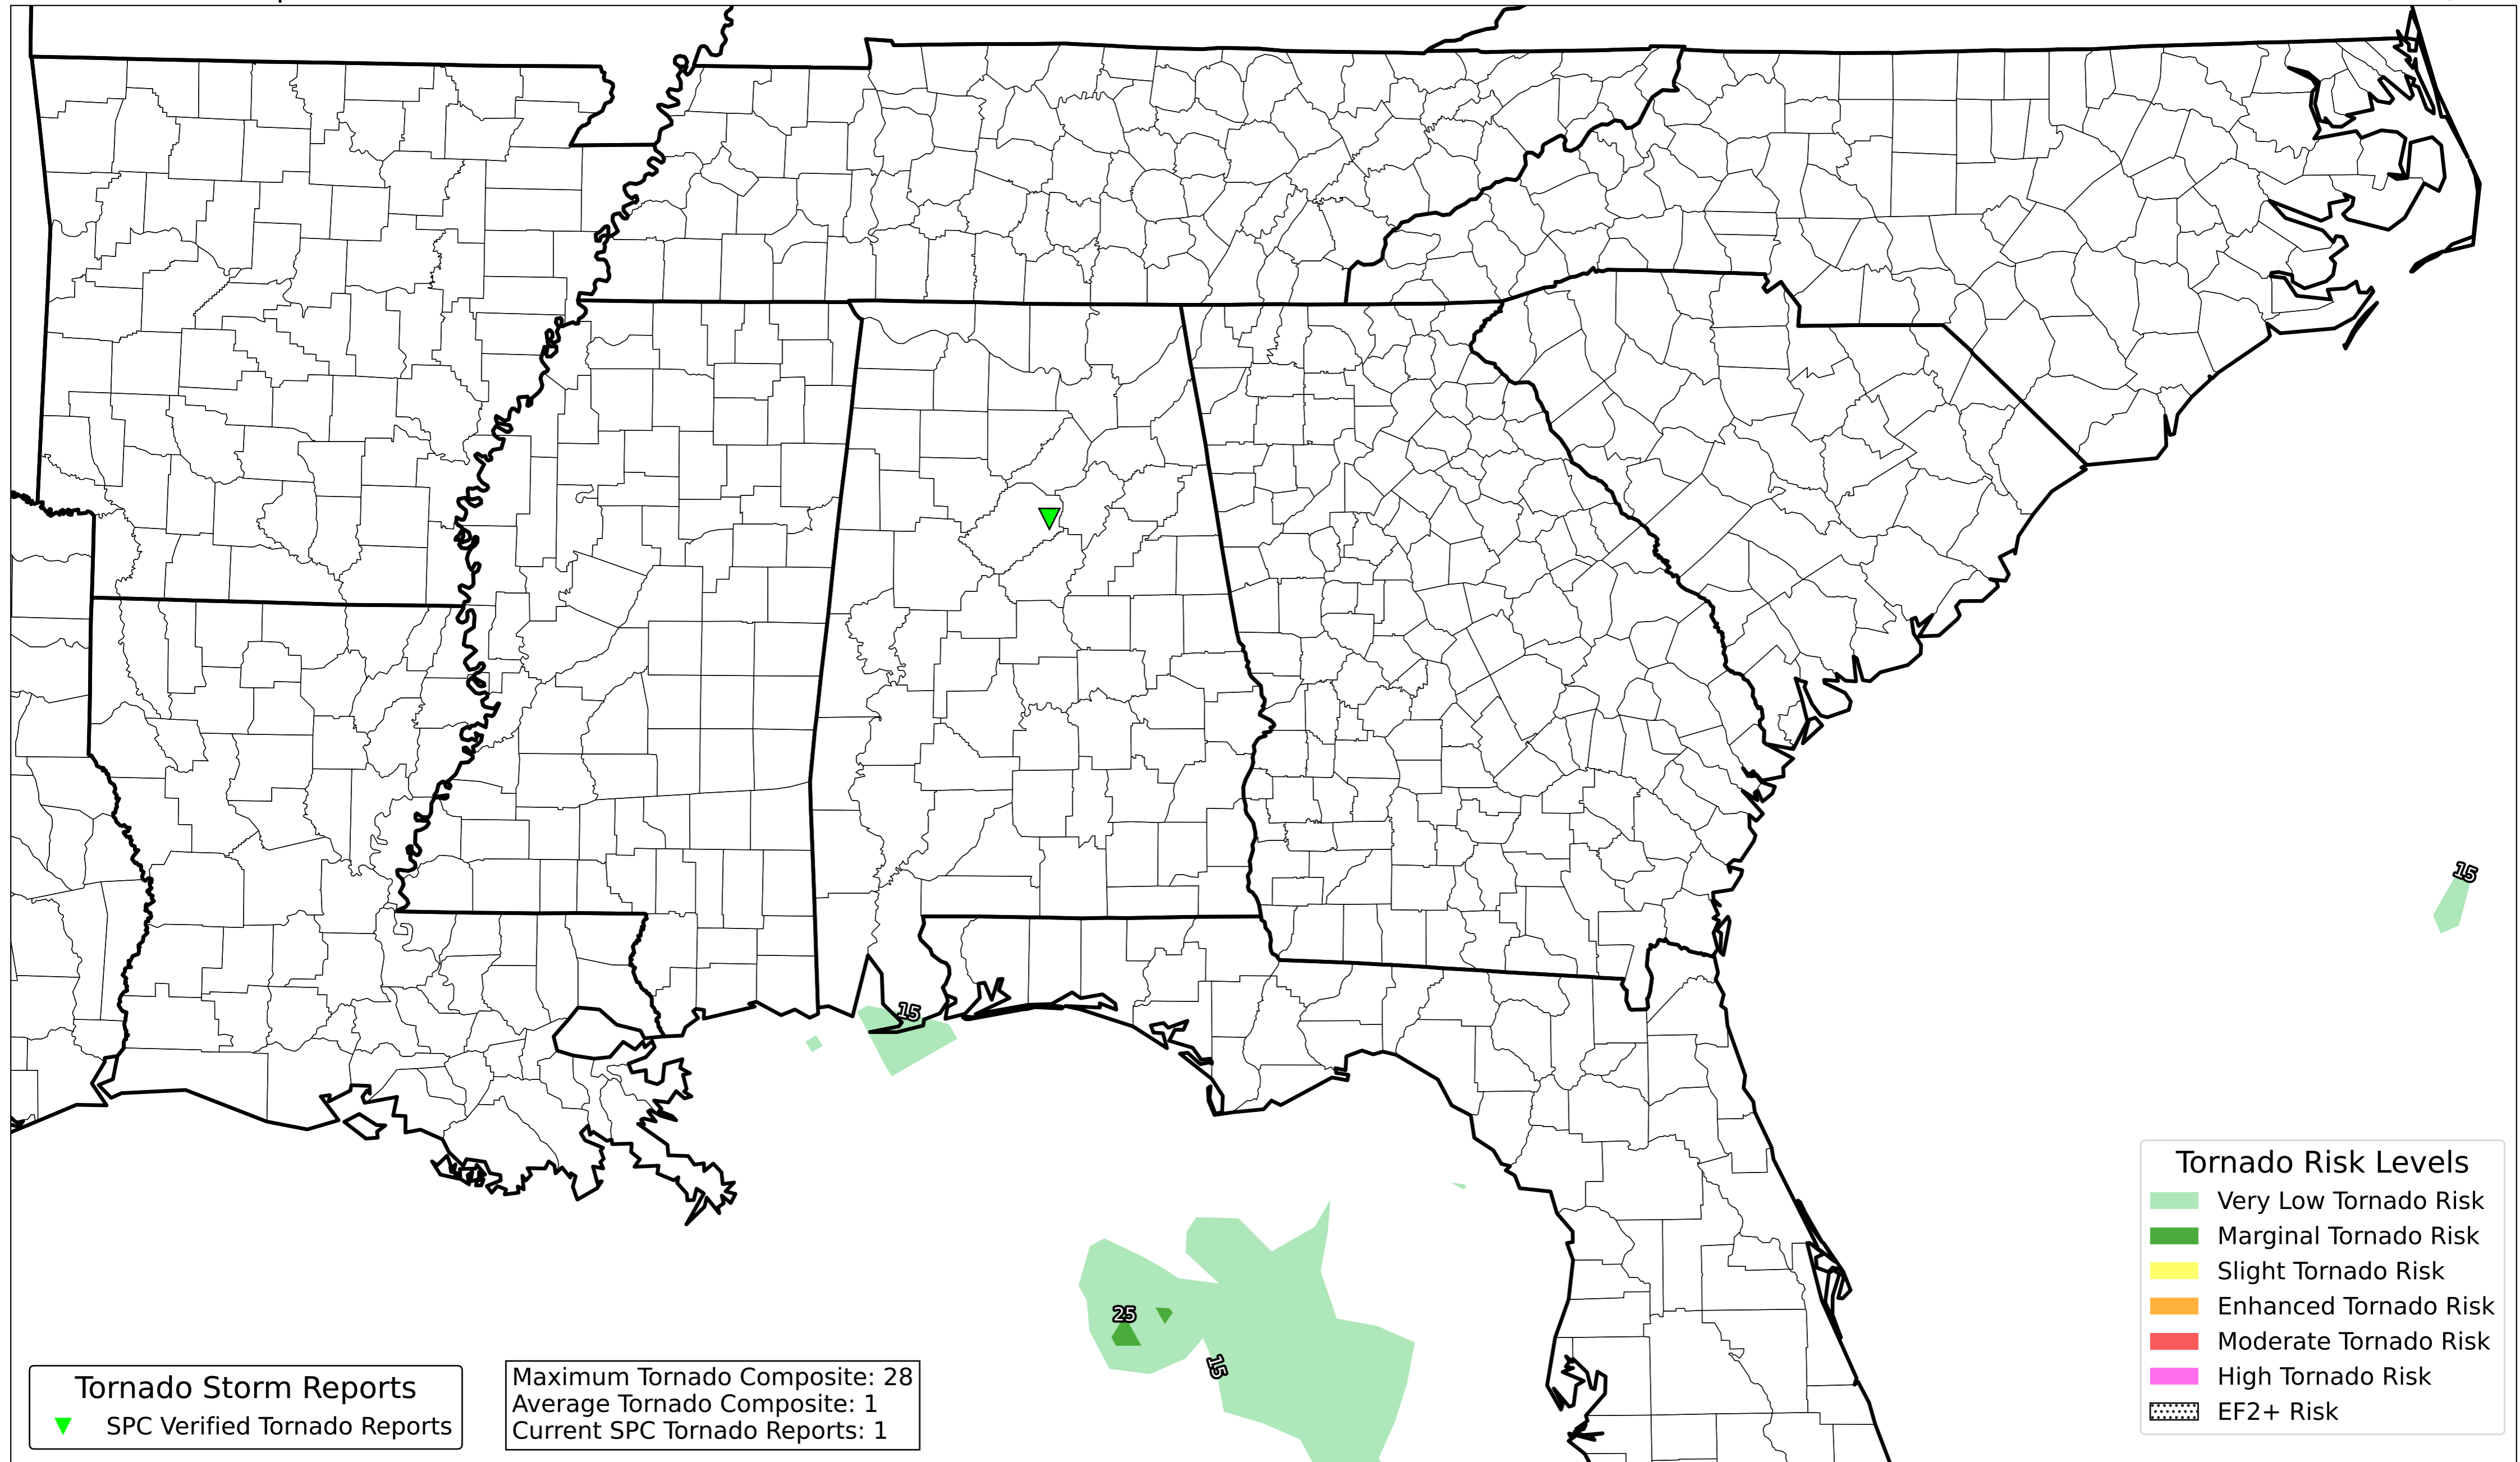 15
15
25
15
Tornado Storm Reports
SPC Verified Tornado Reports
Maximum Tornado Composite: 28
Average Tornado Composite: 1
Current SPC Tornado Reports: 1
Tornado Risk Levels
Very Low Tornado Risk
Marginal Tornado Risk
Slight Tornado Risk
Enhanced Tornado Risk
Moderate Tornado Risk
High Tornado Risk
EF2+ Risk